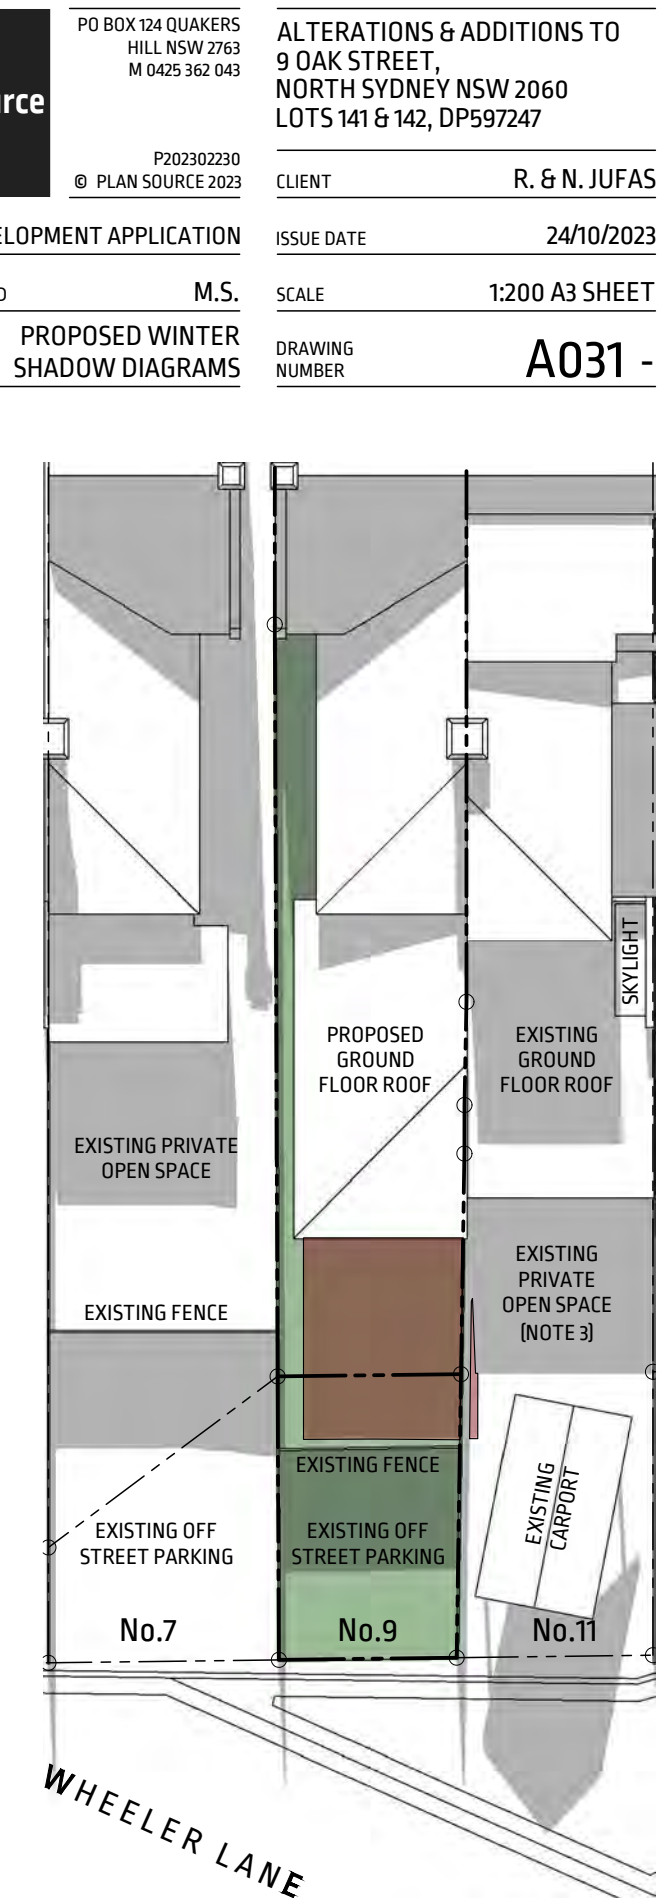 PO BOX 124 QUAKERS
HILL NSW 2763
M 0425 362 043
urce
P202302230
© PLAN SOURCE 2023
ALTERATIONS & ADDITIONS TO
9 OAK STREET,
NORTH SYDNEY NSW 2060
LOTS 141 & 142, DP597247
CLIENT R. & N. JUFAS
ELOPMENT APPLICATION
ISSUE DATE 24/10/2023
D M.S.
SCALE 1:200 A3 SHEET
PROPOSED WINTER
SHADOW DIAGRAMS
DRAWING
NUMBER
A031 -
SKYLIGHT
PROPOSED
GROUND
FLOOR ROOF
EXISTING
GROUND
FLOOR ROOF
EXISTING PRIVATE
OPEN SPACE
EXISTING
PRIVATE
OPEN SPACE
(NOTE 3)
EXISTING FENCE
EXISTING FENCE
EXISTING
CARPORT
EXISTING OFF
STREET PARKING
EXISTING OFF
STREET PARKING
No.7
No.9
No.11
WHEELER LANE